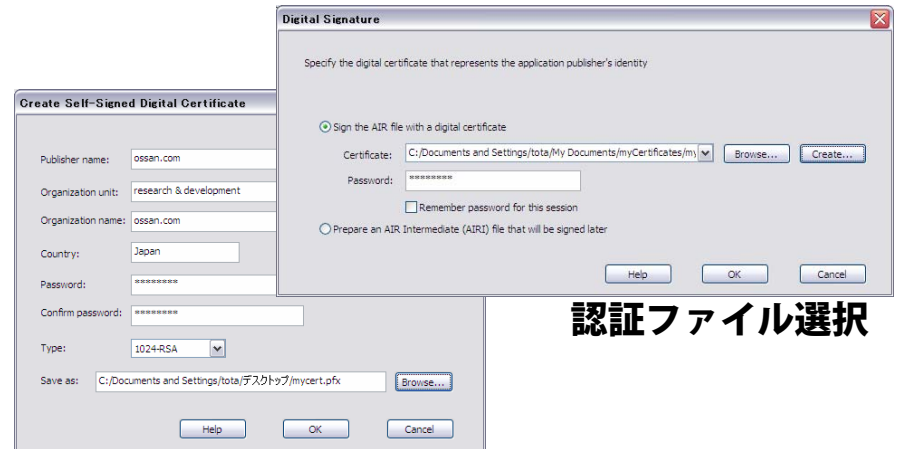 Digital Signature
Specify the digital certificate that represents the application publisher's identity
Sign the AIR file with a digital certificate
Certificate: C:/Documents and Settings/tota/My Documents/myCertificates/my Browse... Create...
Password: ********
Remember password for this session
Prepare an AIR Intermediate (AIRI) file that will be signed later
Help OK Cancel
認証ファイル選択
Create Self-Signed Digital Certificate
Publisher name: ossan.com
Organization unit: research & development
Organization name: ossan.com
Country: Japan
Password: ********
Confirm password: ********
Type: 1024-RSA
Save as: C:/Documents and Settings/tota/デスクトップ/mycert.pfx Browse...
Help OK Cancel